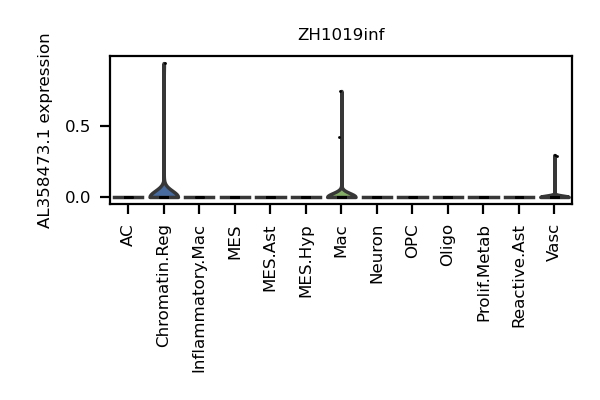 ZH1019inf
AL358473.1 expression
0.5
0.0
AC
Chromatin.Reg
Inflammatory.Mac
MES
MES.Ast
MES.Hyp
Mac
Neuron
OPC
Oligo
Prolif.Metab
Reactive.Ast
Vasc